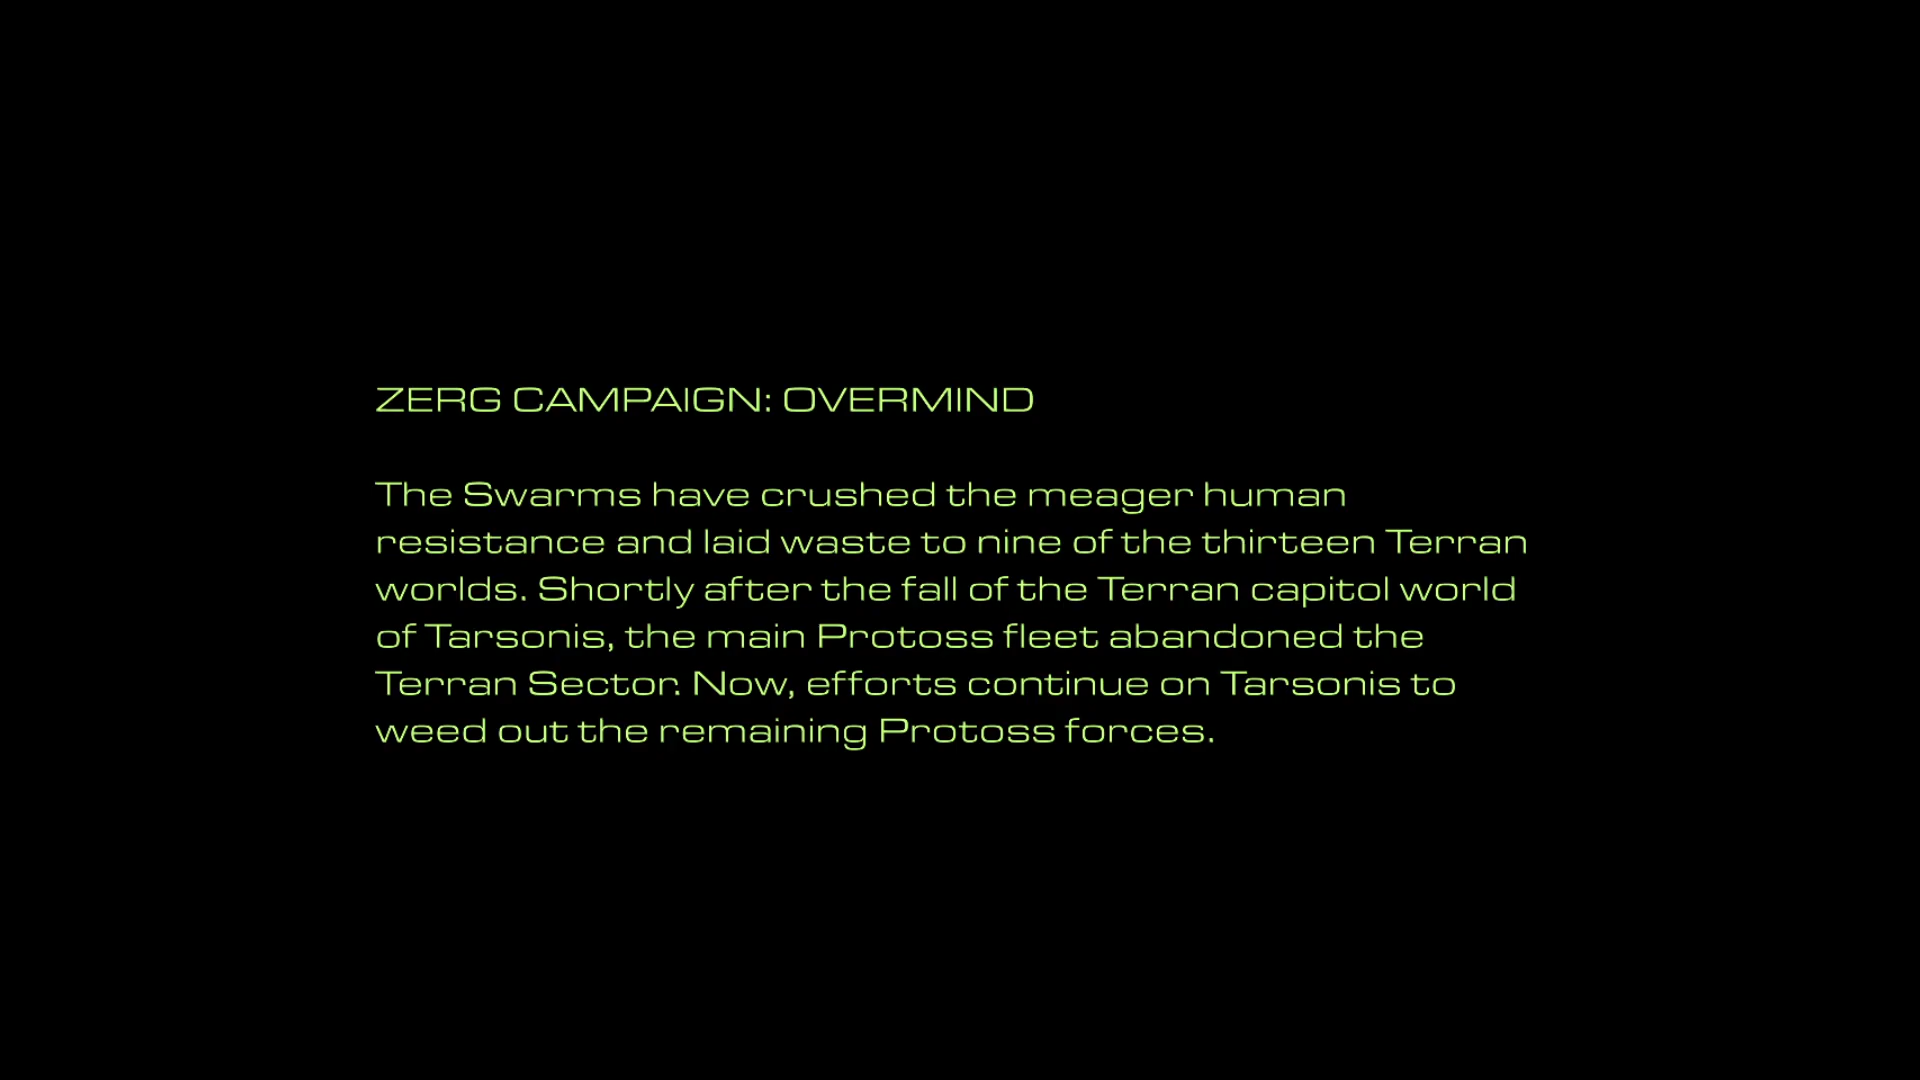 ZERG CAMPAIGN: OVERMIND
The Swarms have crushed the meager human
resistance and laid waste to nine of the thirteen Terran
worlds. Shortly after the fall of the Terran capitol world
of Tarsonis, the main Protoss fleet abandoned the
Terran Sector. Now, efforts continue on Tarsonis to
weed out the remaining Protoss forces.